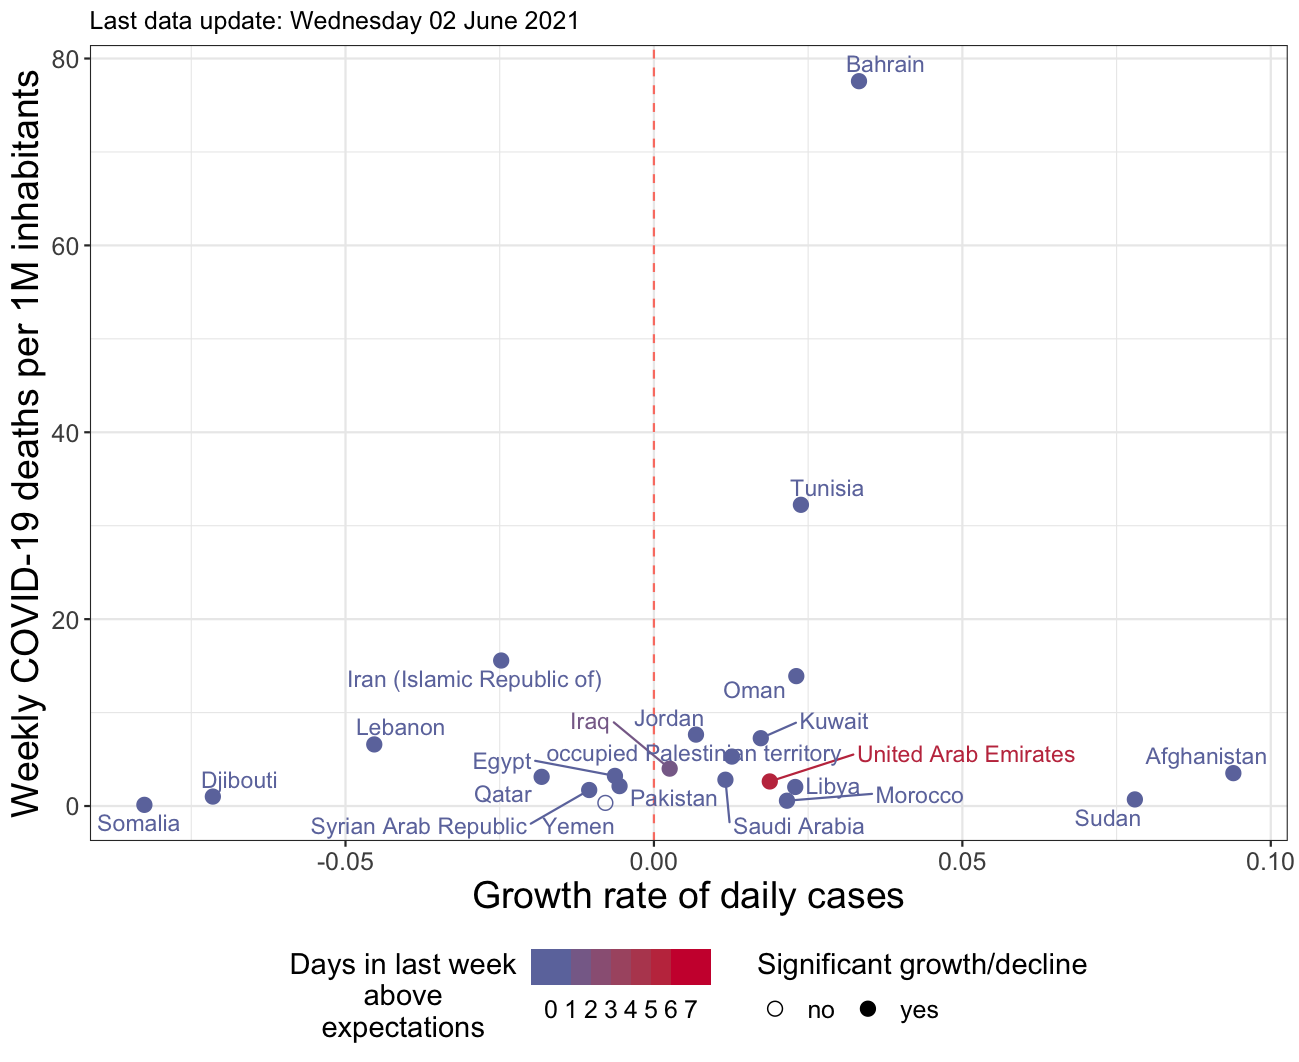 Last data update: Wednesday 02 June 2021
Weekly COVID-19 deaths per 1M inhabitants
80
60
40
20
0
Bahrain
Tunisia
Iran (Islamic Republic of)
Oman
Lebanon
Iraq
Jordan
Kuwait
occupied Palestinian territory
United Arab Emirates
Afghanistan
Egypt
Djibouti
Qatar
Pakistan
Libya
Morocco
Somalia
Syrian Arab Republic
Yemen
Saudi Arabia
Sudan
-0.05
0.00
0.05
0.10
Growth rate of daily cases
Days in last week
above
expectations
0 1 2 3 4 5 6 7
Significant growth/decline
no
yes